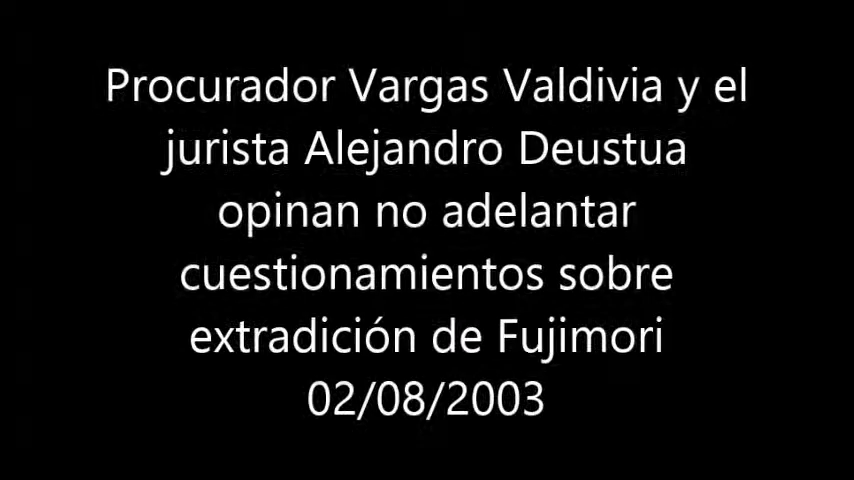 Procurador Vargas Valdivia y el
jurista Alejandro Deustua
opinan no adelantar
cuestionamientos sobre
extradición de Fujimori
02/08/2003